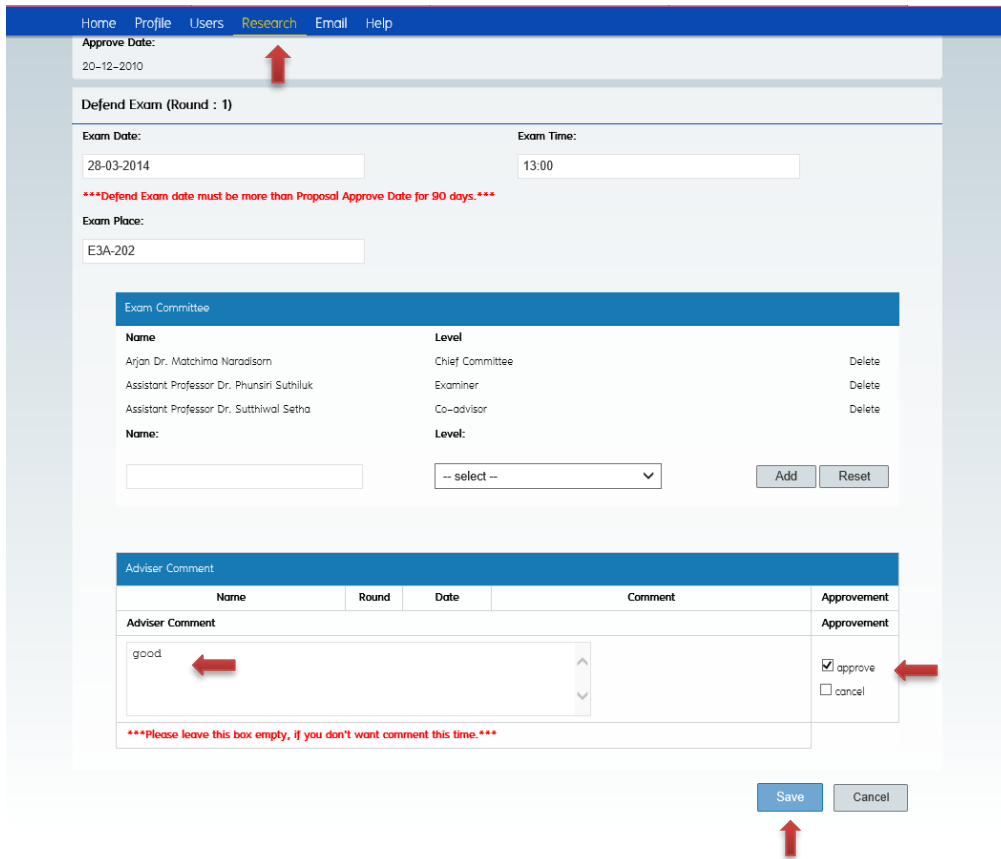 Home Profile Users Research Email Help
Approve Date:
20-12-2010
Defend Exam (Round : 1)
Exam Date: Exam Time:
28-03-2014 13:00
***Defend Exam date must be more than Proposal Approve Date for 90 days.***
Exam Place:
E3A-202
Exam Committee
Name Level
Arjan Dr. Matchima Naradisorn Chief Committee Delete
Assistant Professor Dr. Phunsiri Suthiluk Examiner Delete
Assistant Professor Dr. Sutthiwal Setha Co-advisor Delete
Name: Level:
-- select -- Add Reset
Adviser Comment
Name Round Date Comment Approvement
Adviser Comment Approvement
good
approve
cancel
***Please leave this box empty, if you don't want comment this time.***
Save Cancel